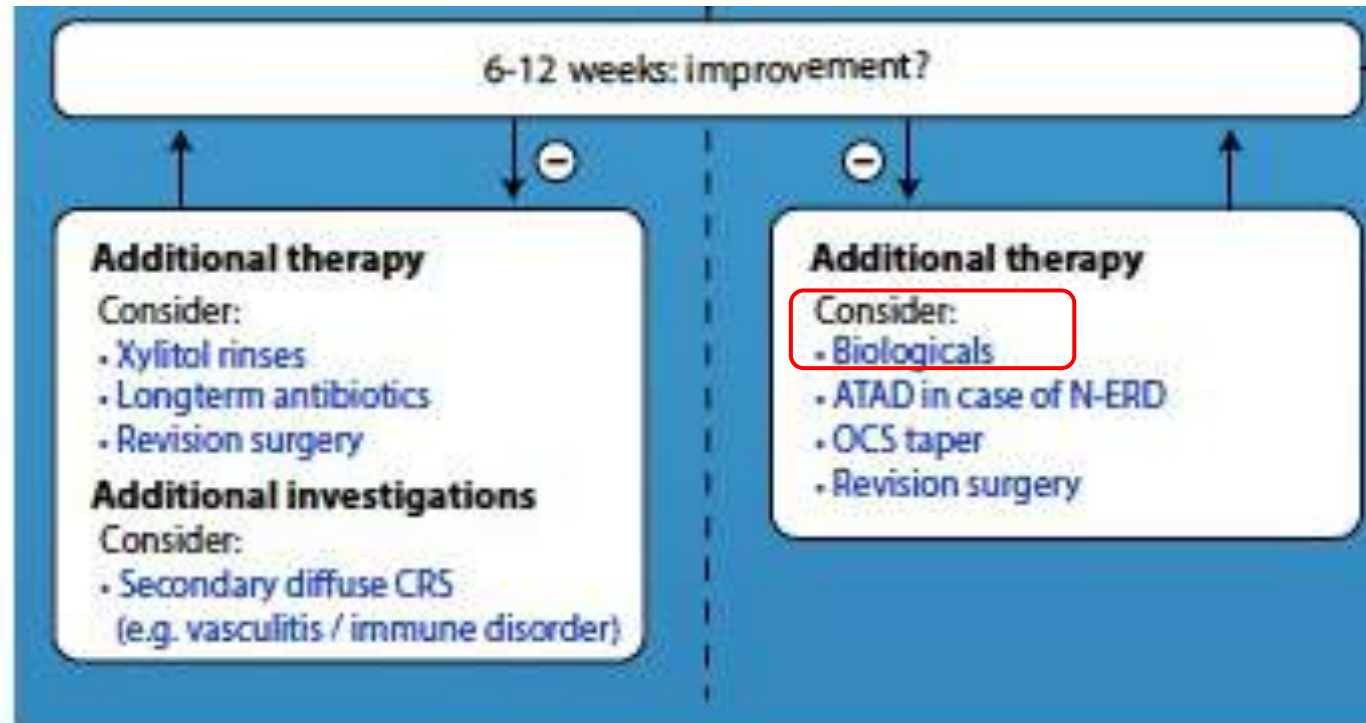 6-12 weeks: improvement?
Additional therapy
Consider:
• Xylitol rinses
• Longterm antibiotics
• Revision surgery
Additional investigations
Consider:
• Secondary diffuse CRS
(e.g. vasculitis / immune disorder)
Additional therapy
Consider:
• Biologicals
• ATAD in case of N-ERD
• OCS taper
• Revision surgery